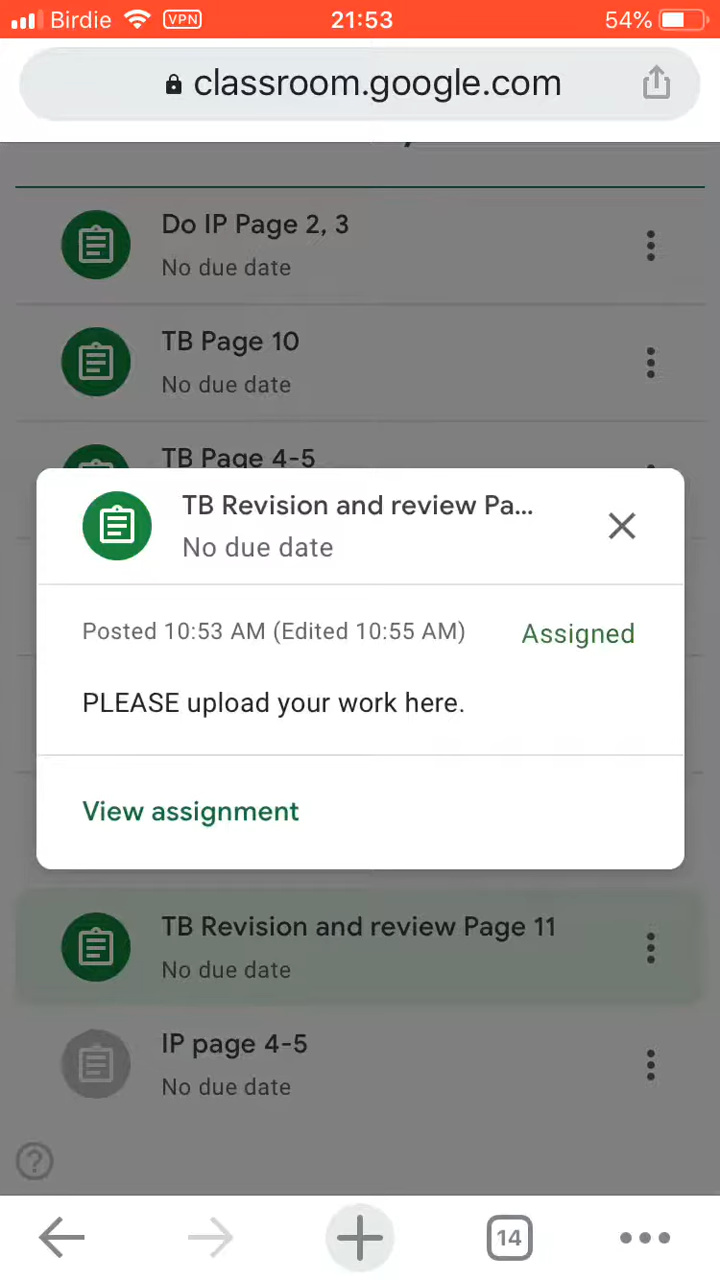 Birdie VPN 21:53 54%
classroom.google.com
Do IP Page 2, 3
No due date
TB Page 10
No due date
TB Page 4-5
TB Revision and review Pa...
No due date
Posted 10:53 AM (Edited 10:55 AM) Assigned
PLEASE upload your work here.
View assignment
TB Revision and review Page 11
No due date
IP page 4-5
No due date
?
14